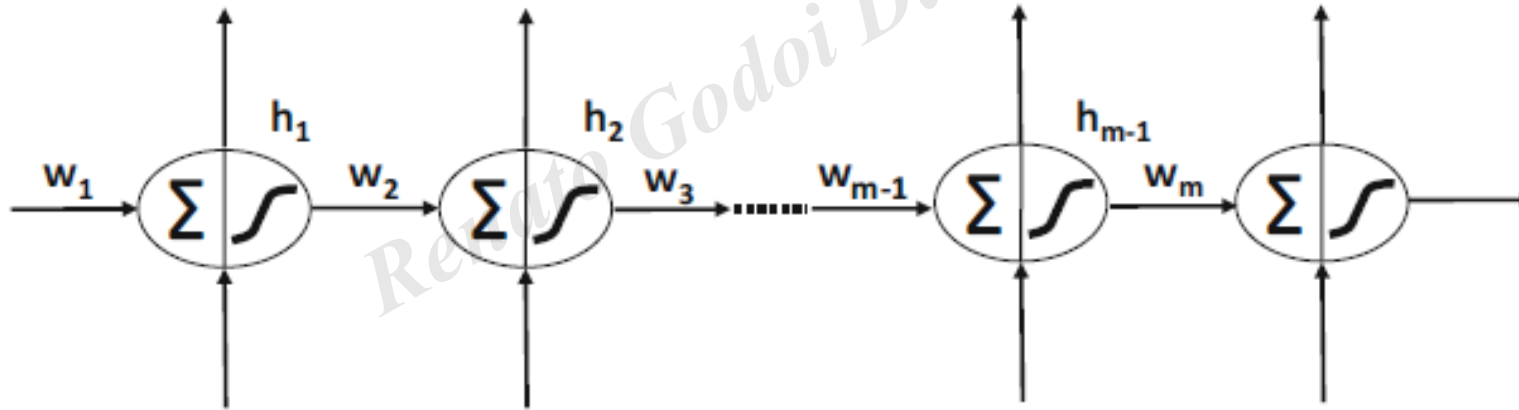 h₁ h₂ hₘ₋₁
w₁ w₂ w₃ wₘ₋₁ wₘ
Σ Σ Σ Σ
Renato Godoi